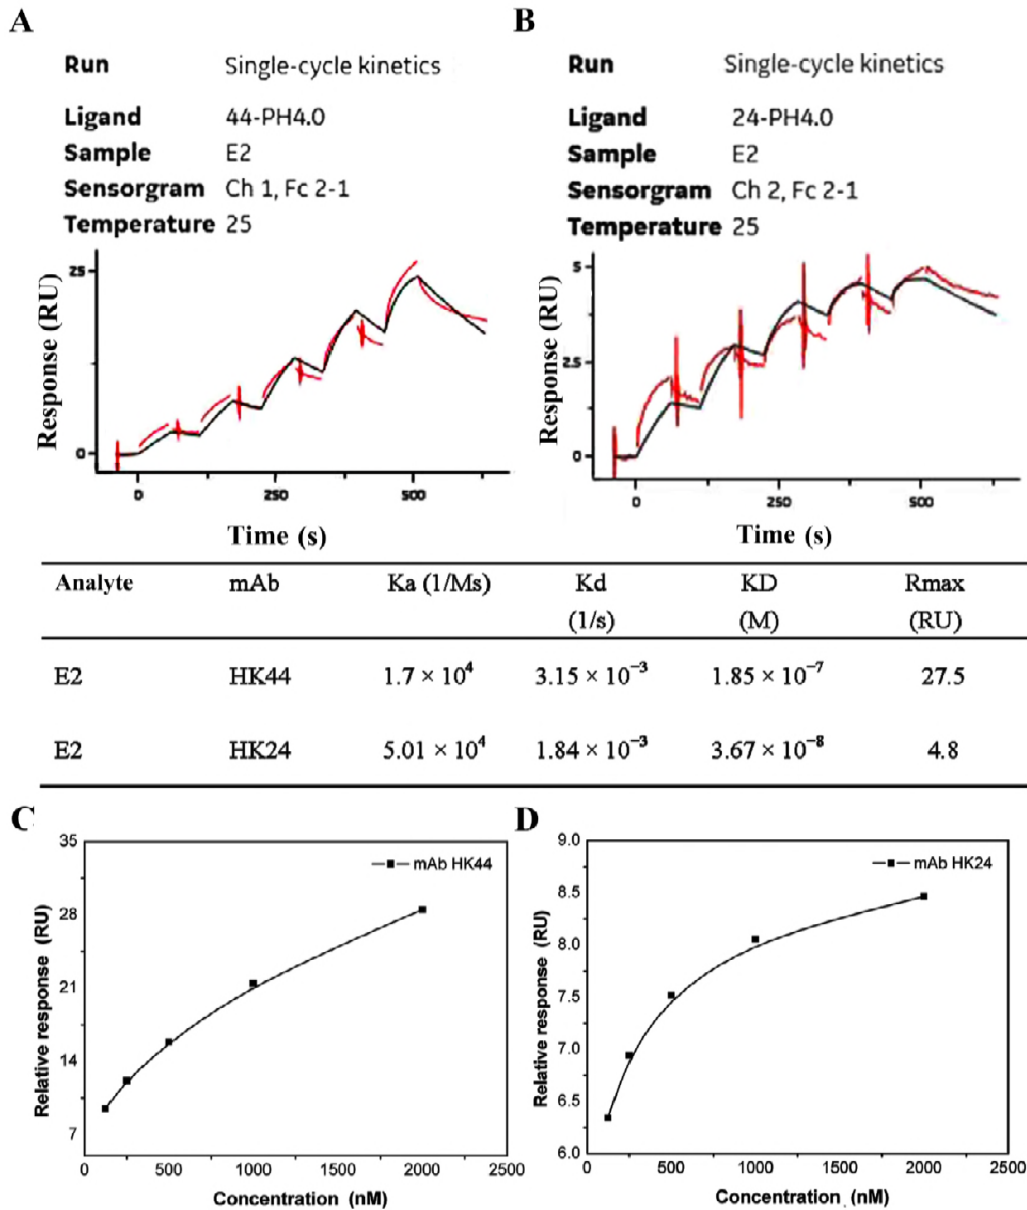 A
Run Single-cycle kinetics
Ligand 44-PH4.0
Sample E2
Sensorgram Ch 1, Fc 2-1
Temperature 25
25
0
Response (RU)
0 250 500
Time (s)
B
Run Single-cycle kinetics
Ligand 24-PH4.0
Sample E2
Sensorgram Ch 2, Fc 2-1
Temperature 25
5
2.5
0
Response (RU)
0 250 500
Time (s)
Analyte mAb Ka (1/Ms) Kd KD Rmax
(1/s) (M) (RU)
E2 HK44 1.7 × 10⁴ 3.15 × 10⁻³ 1.85 × 10⁻⁷ 27.5
E2 HK24 5.01 × 10⁴ 1.84 × 10⁻³ 3.67 × 10⁻⁸ 4.8
C
35
28
21
14
7
Relative response (RU)
mAb HK44
0 500 1000 1500 2000 2500
Concentration (nM)
D
9.0
8.5
8.0
7.5
7.0
6.5
6.0
Relative response (RU)
mAb HK24
0 500 1000 1500 2000 2500
Concentration (nM)